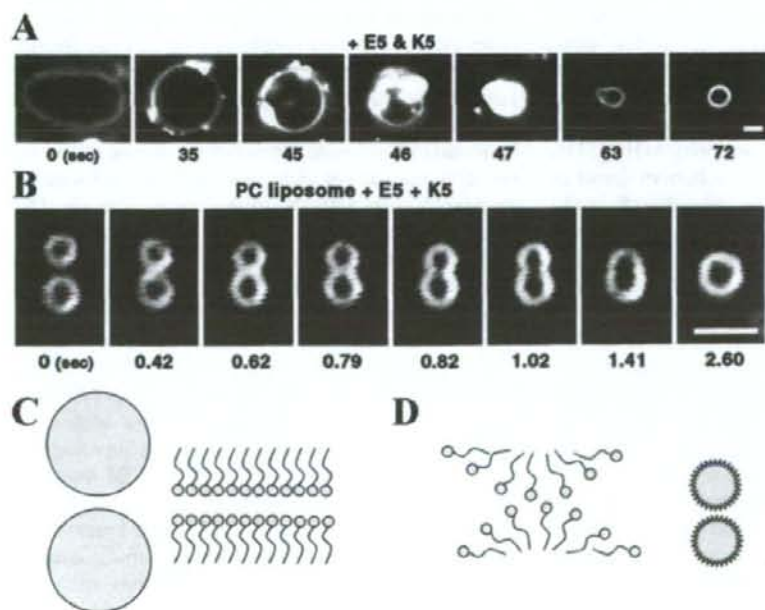 A
+ E5 & K5
0 (sec) 35 45 46 47 63 72
B
PC liposome + E5 + K5
0 (sec) 0.42 0.62 0.79 0.82 1.02 1.41 2.60
C D